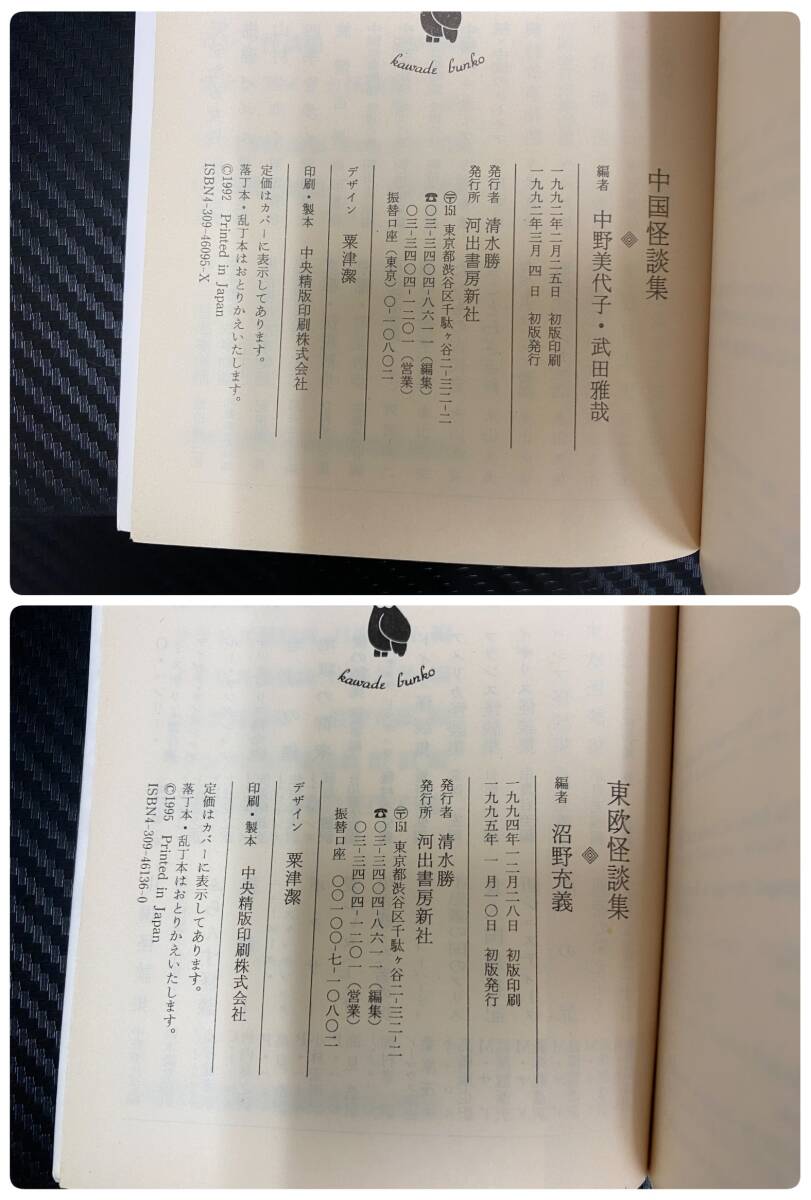 kawade bunko
中国怪談集
編者 中野美代子・武田雅哉
一九九二年二月二五日 初版印刷
一九九二年三月 四 日 初版発行
発行者 清水勝
発行所 河出書房新社
〒151 東京都渋谷区千駄ヶ谷二-三二-二
☎〇三-三四〇四-八六一一(編集)
〇三-三四〇四-一二〇一(営業)
振替口座(東京)〇-一〇八〇二
デザイン 粟津潔
印刷・製本 中央精版印刷株式会社
定価はカバーに表示してあります。
落丁本・乱丁本はおとりかえいたします。
©1992 Printed in Japan
ISBN4-309-46095-X
kawade bunko
東欧怪談集
編者 沼野充義
一九九四年一二月二八日 初版印刷
一九九五年 一 月一〇日 初版発行
発行者 清水勝
発行所 河出書房新社
〒151 東京都渋谷区千駄ヶ谷二-三二-二
☎〇三-三四〇四-八六一一(編集)
〇三-三四〇四-一二〇一(営業)
振替口座 〇〇一〇〇-七-一〇八〇二
デザイン 粟津潔
印刷・製本 中央精版印刷株式会社
定価はカバーに表示してあります。
落丁本・乱丁本はおとりかえいたします。
©1995 Printed in Japan
ISBN4-309-46136-0